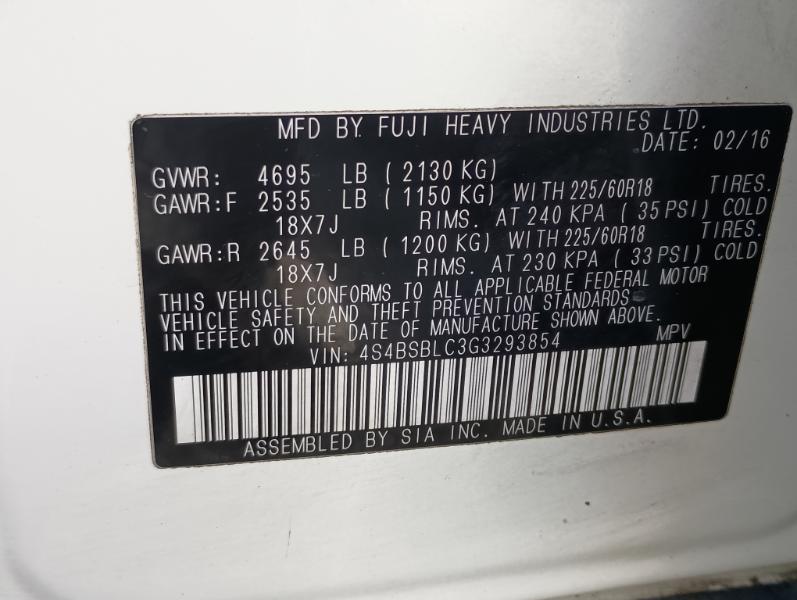 MFD BY. FUJI HEAVY INDUSTRIES LTD.
DATE: 02/16
GVWR: 4695 LB ( 2130 KG)
GAWR:F 2535 LB ( 1150 KG) WITH 225/60R18 TIRES.
18X7J RIMS. AT 240 KPA ( 35 PSI) COLD
GAWR:R 2645 LB ( 1200 KG) WITH 225/60R18 TIRES.
18X7J RIMS. AT 230 KPA ( 33 PSI) COLD
THIS VEHICLE CONFORMS TO ALL APPLICABLE FEDERAL MOTOR
VEHICLE SAFETY AND THEFT PREVENTION STANDARDS
IN EFFECT ON THE DATE OF MANUFACTURE SHOWN ABOVE.
VIN: 4S4BSBLC3G3293854 MPV
ASSEMBLED BY SIA INC. MADE IN U.S.A.